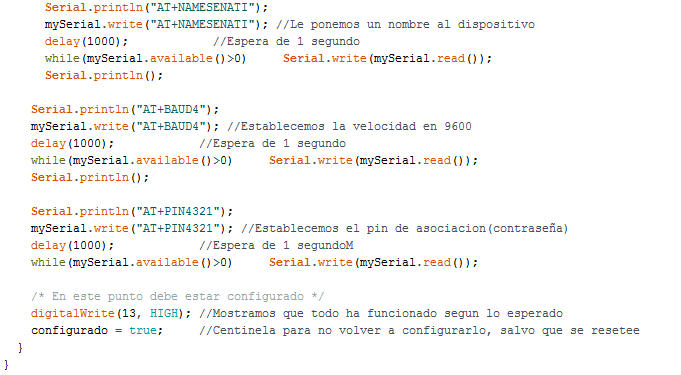 Serial.println("AT+NAMESENATI");
mySerial.write("AT+NAMESENATI"); //Le ponemos un nombre al dispositivo
delay(1000);            //Espera de 1 segundo
while(mySerial.available()>0)     Serial.write(mySerial.read());
Serial.println();
Serial.println("AT+BAUD4");
mySerial.write("AT+BAUD4"); //Establecemos la velocidad en 9600
delay(1000);            //Espera de 1 segundo
while(mySerial.available()>0)     Serial.write(mySerial.read());
Serial.println();
Serial.println("AT+PIN4321");
mySerial.write("AT+PIN4321"); //Establecemos el pin de asociacion(contraseña)
delay(1000);            //Espera de 1 segundoM
while(mySerial.available()>0)     Serial.write(mySerial.read());
/* En este punto debe estar configurado */
digitalWrite(13, HIGH); //Mostramos que todo ha funcionado segun lo esperado
configurado = true;     //Centinela para no volver a configurarlo, salvo que se resetee
}
}